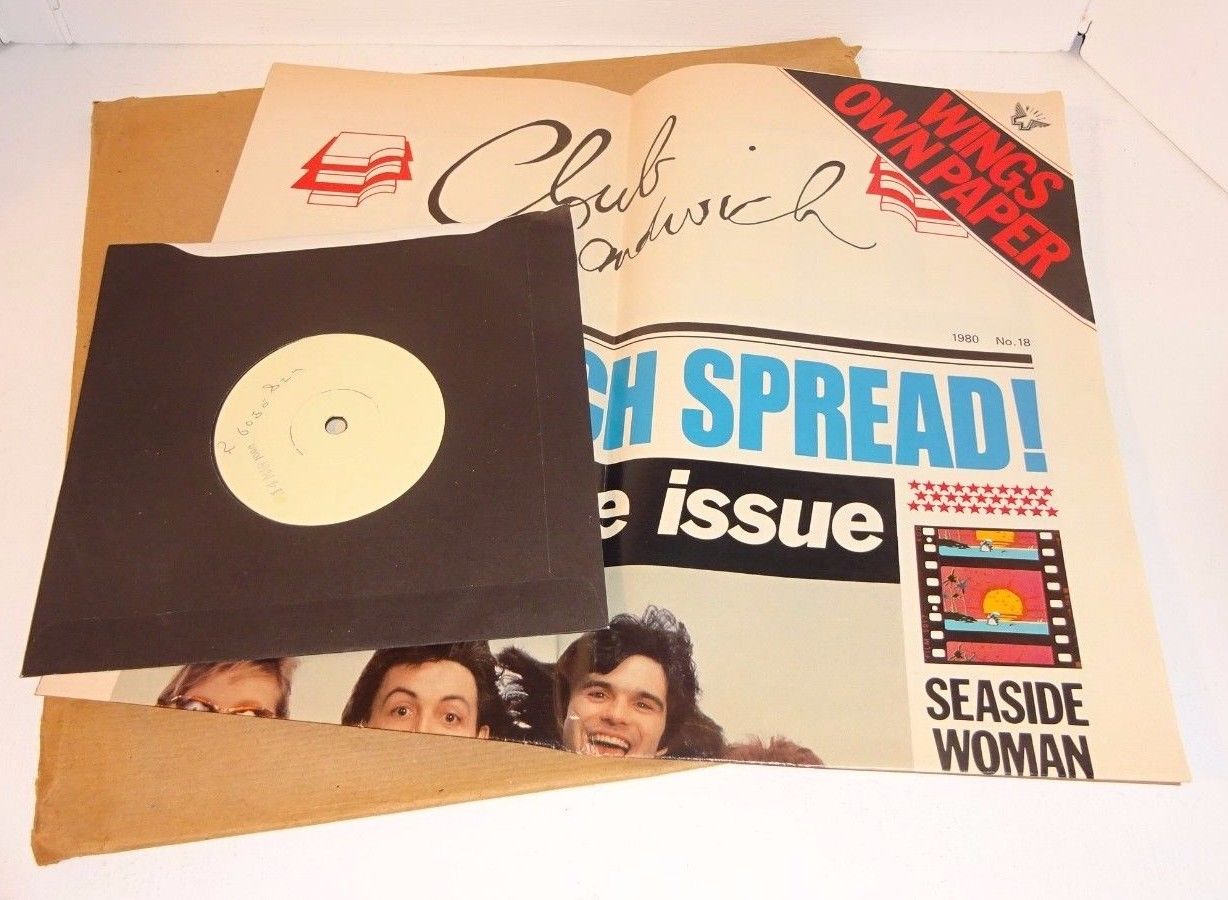 WINGS
OWN PAPER
Club
Sandwich
1980 No.18
CH SPREAD!
e issue
SEASIDE
WOMAN